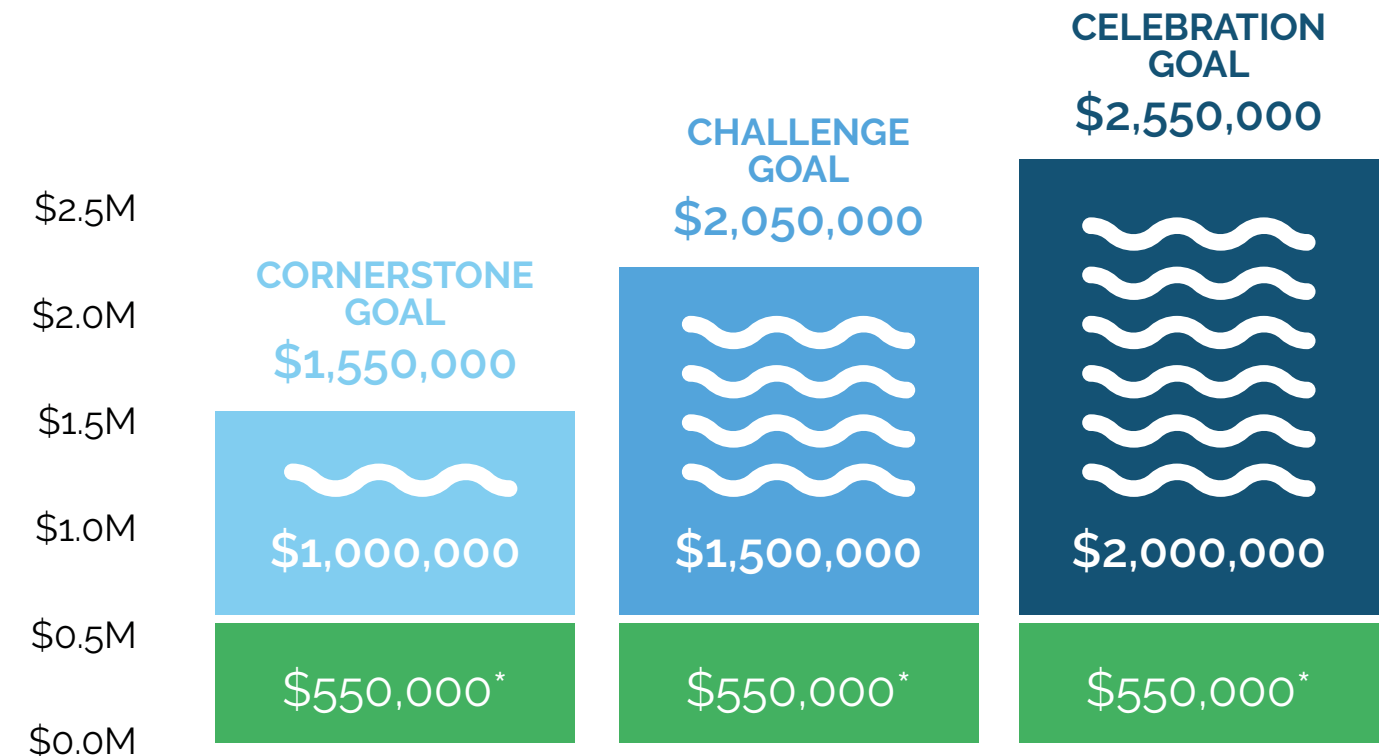 CELEBRATION
GOAL
$2,550,000
CHALLENGE
GOAL
$2,050,000
CORNERSTONE
GOAL
$1,550,000
$2.5M
$2.0M
$1.5M
$1.0M
$0.5M
$0.0M
$1,000,000
$1,500,000
$2,000,000
$550,000*
$550,000*
$550,000*